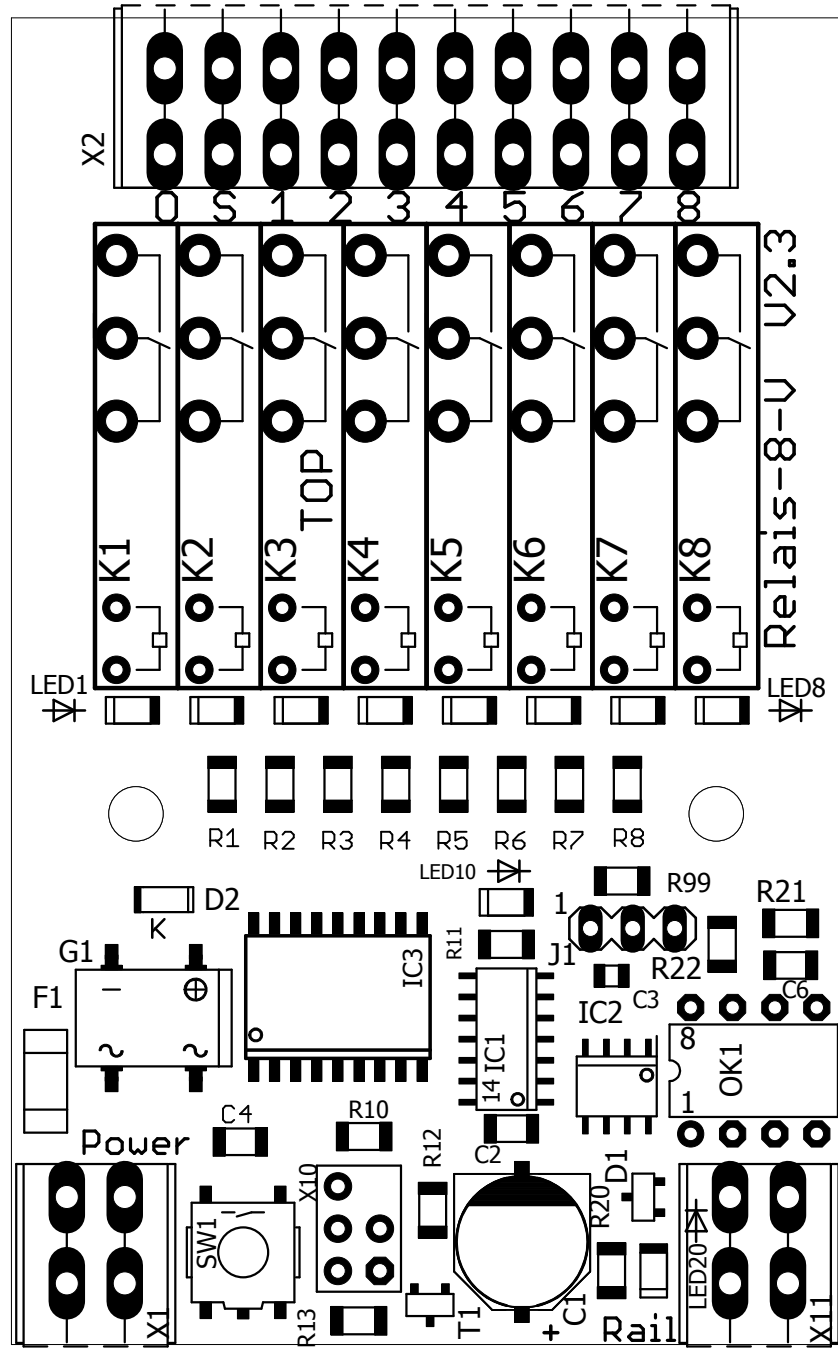 X2
0 S 1 2 3 4 5 6 7 8
Relais-8-V V2.3
TOP
K1 K2 K3 K4 K5 K6 K7 K8
LED1
LED8
R1 R2 R3 R4 R5 R6 R7 R8
LED10
R99
D2
K
1
R21
G1
IC3
R11
J1
R22
F1
C3
C6
IC2
IC1
14
8
OK1
1
Power
C4
R10
R12
C2
D1
X10
SW1
R20
LED20
X1
R13
T1
+
C1
Rail
X11